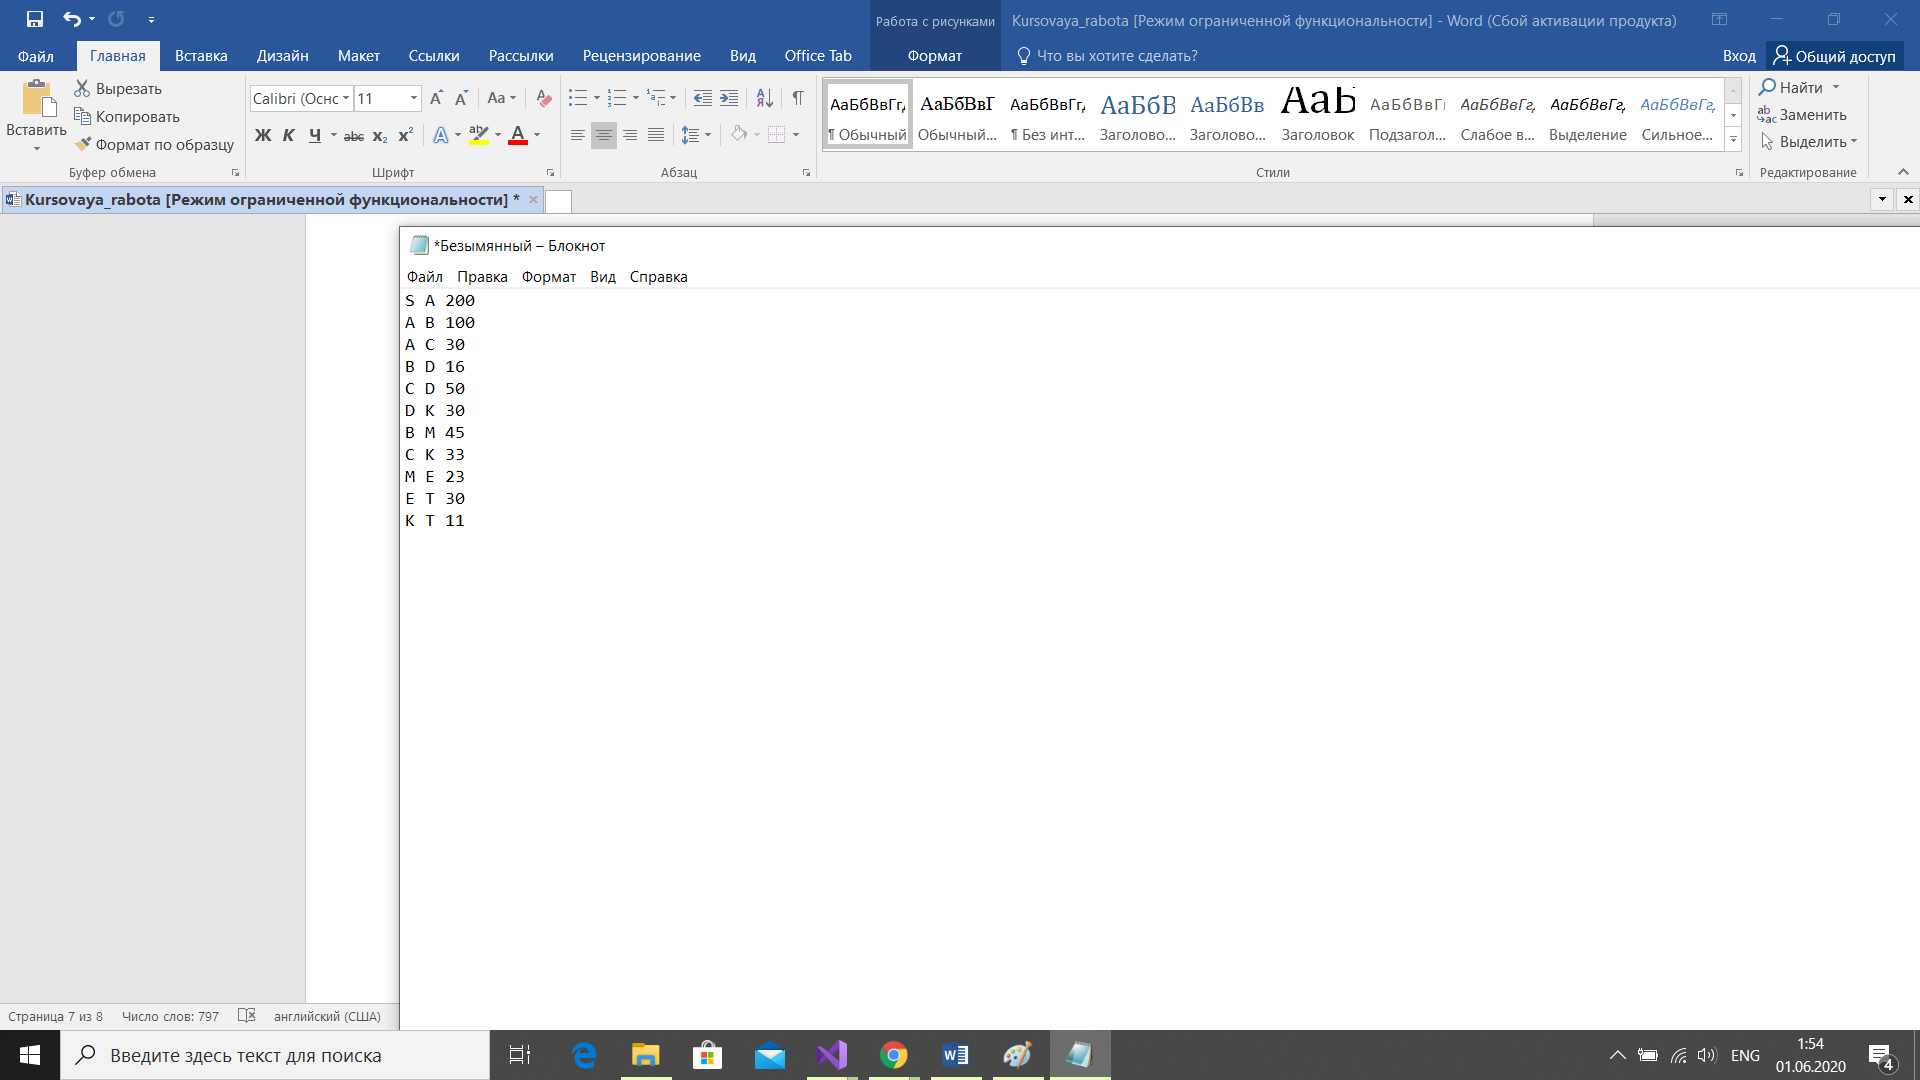 Работа с рисунками
Kursovaya_rabota [Режим ограниченной функциональности] - Word (Сбой активации продукта)
Файл Главная Вставка Дизайн Макет Ссылки Рассылки Рецензирование Вид Office Tab Формат Что вы хотите сделать? Вход Общий доступ
Вставить
Вырезать
Копировать
Формат по образцу
Буфер обмена
Calibri (Оснс 11
Ж К Ч abc x₂ x²
Шрифт
Абзац
АаБбВвГг, АаБбВвГ АаБбВвГг, АаБбВ АаБбВв АаБ АаБбВвГ АаБбВвГг, АаБбВвГг, АаБбВвГг,
¶ Обычный Обычный... ¶ Без инт... Заголово... Заголово... Заголовок Подзагол... Слабое в... Выделение Сильное...
Стили
Найти
Заменить
Выделить
Редактирование
Kursovaya_rabota [Режим ограниченной функциональности] *
*Безымянный – Блокнот
Файл Правка Формат Вид Справка
S A 200
A B 100
A C 30
B D 16
C D 50
D K 30
B M 45
C K 33
M E 23
E T 30
K T 11
Страница 7 из 8 Число слов: 797 английский (США)
Введите здесь текст для поиска
ENG
1:54
01.06.2020
4